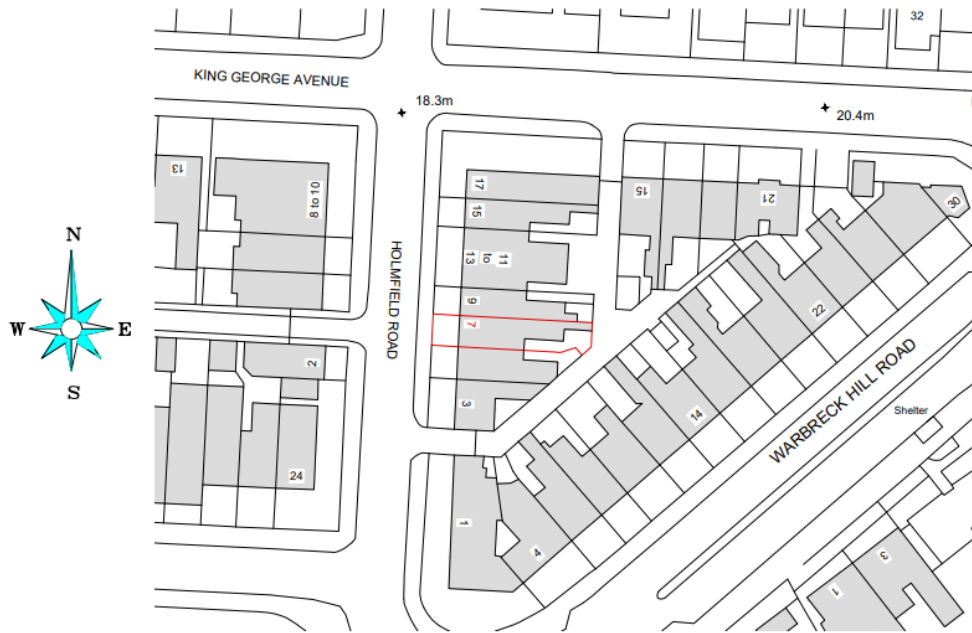 32
KING GEORGE AVENUE
18.3m
20.4m
13
8 to 10
17
15
15
21
30
HOLMFIELD ROAD
11
to
13
N
W
E
S
9
7
22
2
3
WARBRECK HILL ROAD
Shelter
14
24
1
4
3
1